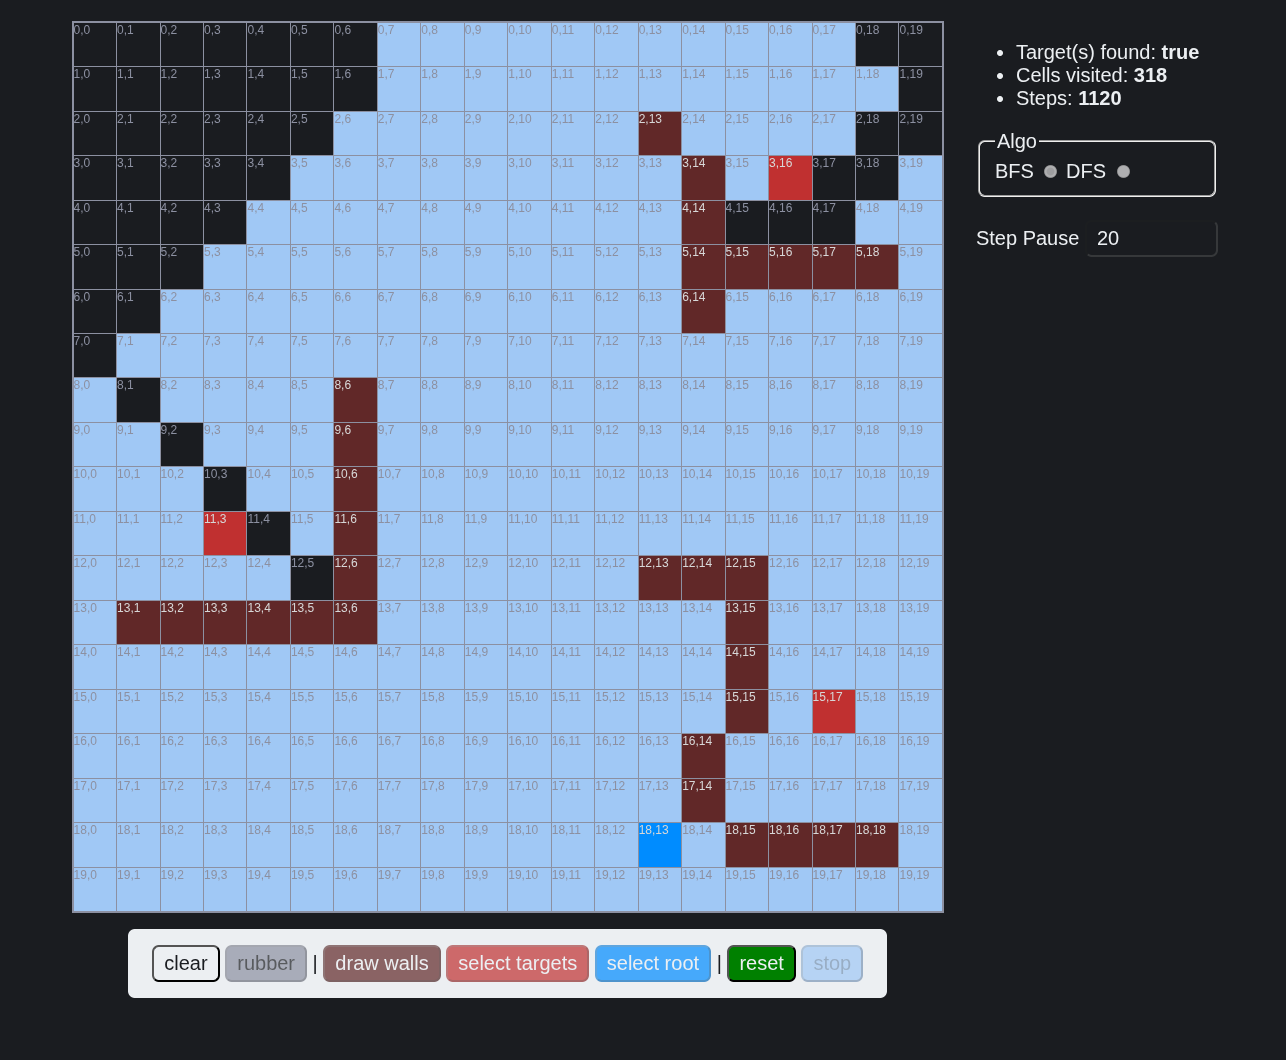 0,0 0,1 0,2 0,3 0,4 0,5 0,6 0,7 0,8 0,9 0,10 0,11 0,12 0,13 0,14 0,15 0,16 0,17 0,18 0,19
1,0 1,1 1,2 1,3 1,4 1,5 1,6 1,7 1,8 1,9 1,10 1,11 1,12 1,13 1,14 1,15 1,16 1,17 1,18 1,19
2,0 2,1 2,2 2,3 2,4 2,5 2,6 2,7 2,8 2,9 2,10 2,11 2,12 2,13 2,14 2,15 2,16 2,17 2,18 2,19
3,0 3,1 3,2 3,3 3,4 3,5 3,6 3,7 3,8 3,9 3,10 3,11 3,12 3,13 3,14 3,15 3,16 3,17 3,18 3,19
4,0 4,1 4,2 4,3 4,4 4,5 4,6 4,7 4,8 4,9 4,10 4,11 4,12 4,13 4,14 4,15 4,16 4,17 4,18 4,19
5,0 5,1 5,2 5,3 5,4 5,5 5,6 5,7 5,8 5,9 5,10 5,11 5,12 5,13 5,14 5,15 5,16 5,17 5,18 5,19
6,0 6,1 6,2 6,3 6,4 6,5 6,6 6,7 6,8 6,9 6,10 6,11 6,12 6,13 6,14 6,15 6,16 6,17 6,18 6,19
7,0 7,1 7,2 7,3 7,4 7,5 7,6 7,7 7,8 7,9 7,10 7,11 7,12 7,13 7,14 7,15 7,16 7,17 7,18 7,19
8,0 8,1 8,2 8,3 8,4 8,5 8,6 8,7 8,8 8,9 8,10 8,11 8,12 8,13 8,14 8,15 8,16 8,17 8,18 8,19
9,0 9,1 9,2 9,3 9,4 9,5 9,6 9,7 9,8 9,9 9,10 9,11 9,12 9,13 9,14 9,15 9,16 9,17 9,18 9,19
10,0 10,1 10,2 10,3 10,4 10,5 10,6 10,7 10,8 10,9 10,10 10,11 10,12 10,13 10,14 10,15 10,16 10,17 10,18 10,19
11,0 11,1 11,2 11,3 11,4 11,5 11,6 11,7 11,8 11,9 11,10 11,11 11,12 11,13 11,14 11,15 11,16 11,17 11,18 11,19
12,0 12,1 12,2 12,3 12,4 12,5 12,6 12,7 12,8 12,9 12,10 12,11 12,12 12,13 12,14 12,15 12,16 12,17 12,18 12,19
13,0 13,1 13,2 13,3 13,4 13,5 13,6 13,7 13,8 13,9 13,10 13,11 13,12 13,13 13,14 13,15 13,16 13,17 13,18 13,19
14,0 14,1 14,2 14,3 14,4 14,5 14,6 14,7 14,8 14,9 14,10 14,11 14,12 14,13 14,14 14,15 14,16 14,17 14,18 14,19
15,0 15,1 15,2 15,3 15,4 15,5 15,6 15,7 15,8 15,9 15,10 15,11 15,12 15,13 15,14 15,15 15,16 15,17 15,18 15,19
16,0 16,1 16,2 16,3 16,4 16,5 16,6 16,7 16,8 16,9 16,10 16,11 16,12 16,13 16,14 16,15 16,16 16,17 16,18 16,19
17,0 17,1 17,2 17,3 17,4 17,5 17,6 17,7 17,8 17,9 17,10 17,11 17,12 17,13 17,14 17,15 17,16 17,17 17,18 17,19
18,0 18,1 18,2 18,3 18,4 18,5 18,6 18,7 18,8 18,9 18,10 18,11 18,12 18,13 18,14 18,15 18,16 18,17 18,18 18,19
19,0 19,1 19,2 19,3 19,4 19,5 19,6 19,7 19,8 19,9 19,10 19,11 19,12 19,13 19,14 19,15 19,16 19,17 19,18 19,19
clear rubber | draw walls select targets select root | reset stop
• Target(s) found: true
• Cells visited: 318
• Steps: 1120
Algo
BFS DFS
Step Pause 20